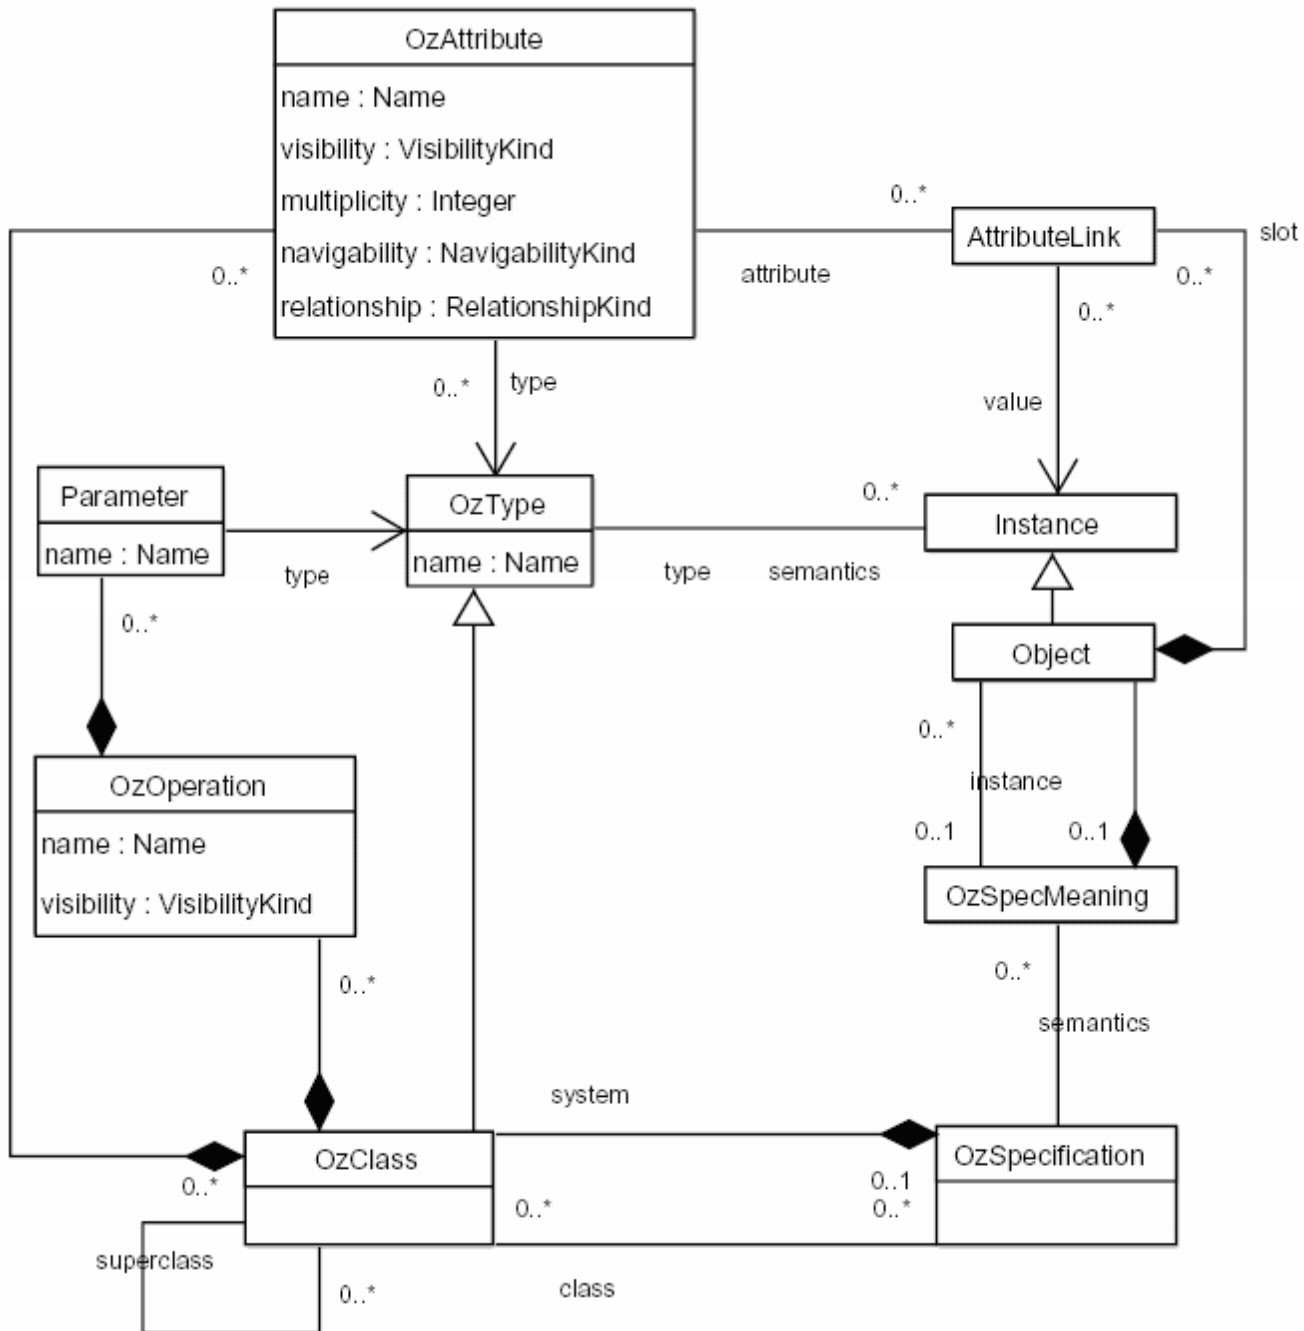 OzAttribute
name : Name
visibility : VisibilityKind
multiplicity : Integer
navigability : NavigabilityKind
relationship : RelationshipKind
0..*
0..*
attribute
AttributeLink
slot
0..*
0..*
value
0..*
type
Parameter
name : Name
type
OzType
name : Name
type
semantics
0..*
Instance
0..*
Object
0..*
instance
0..1
0..1
OzOperation
name : Name
visibility : VisibilityKind
OzSpecMeaning
0..*
0..*
semantics
system
OzClass
0..*
0..*
0..1
0..*
OzSpecification
superclass
0..*
class